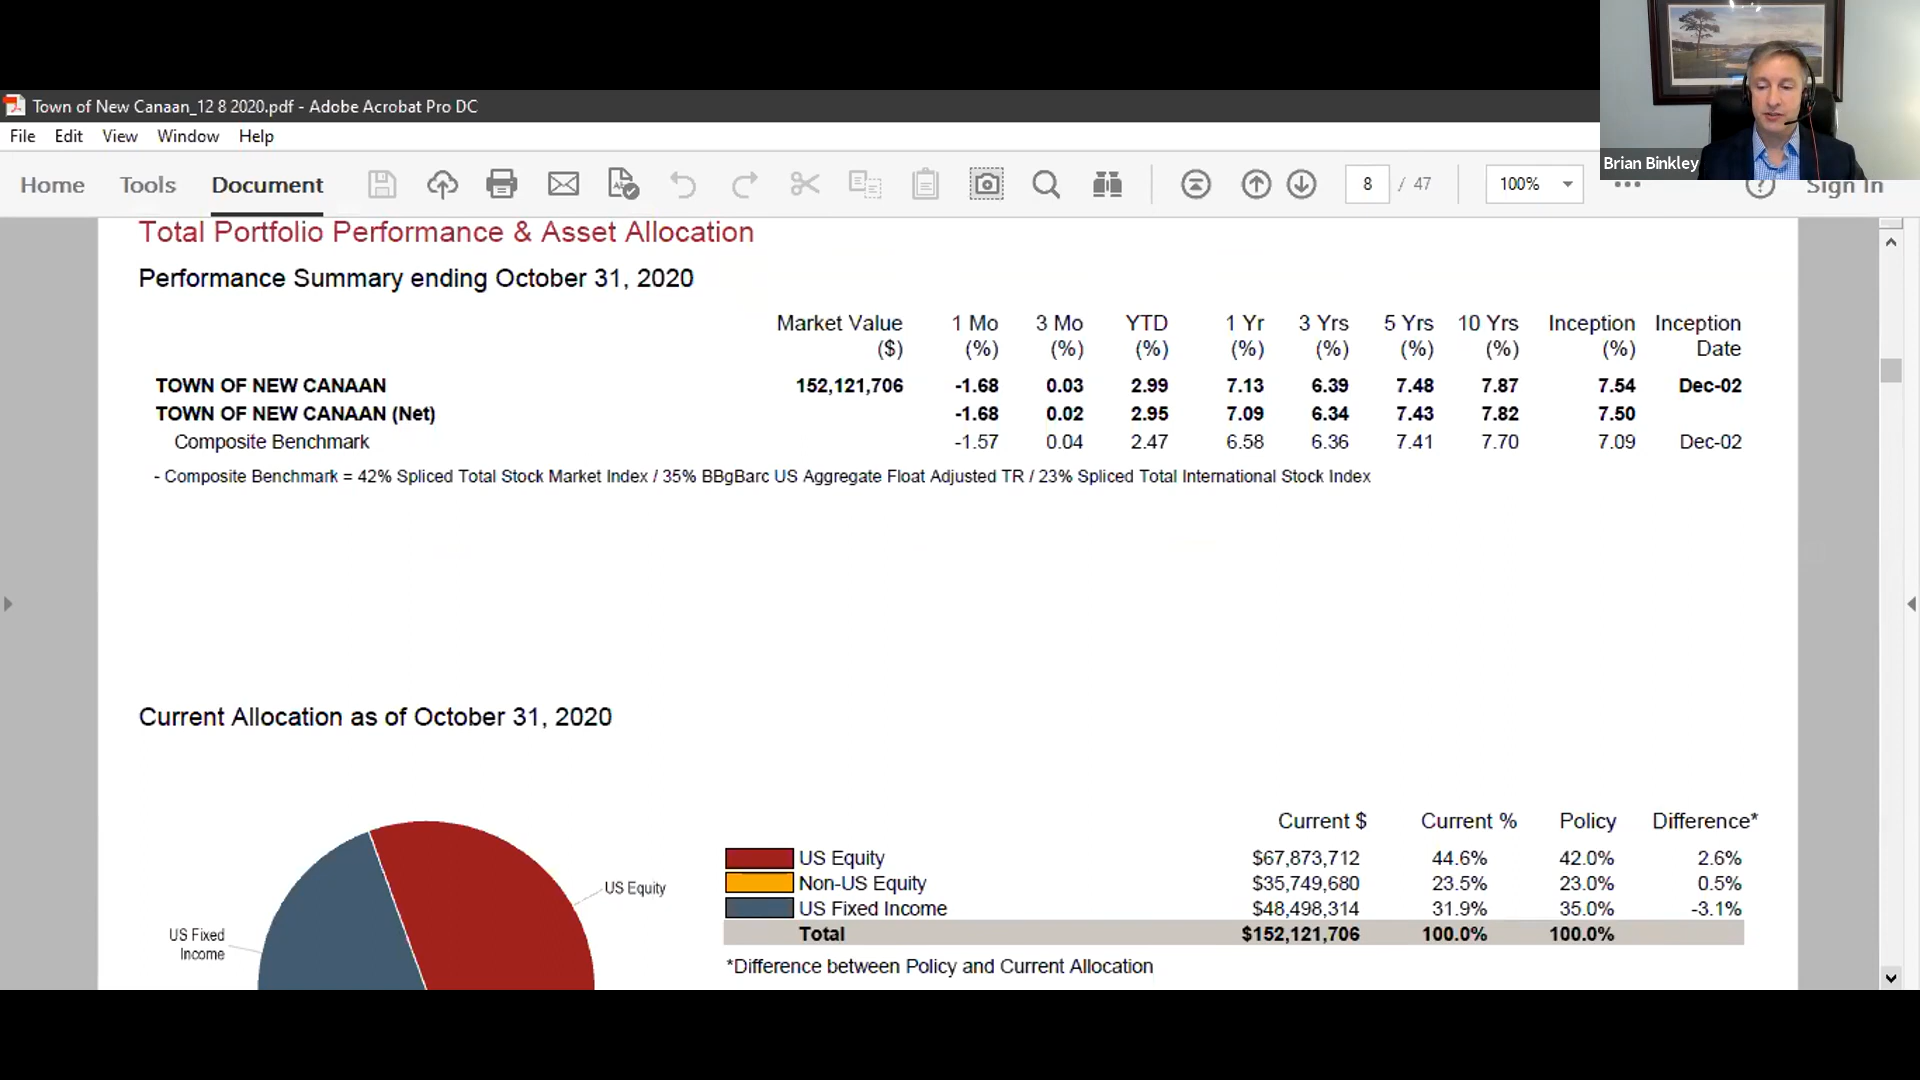 Town of New Canaan_12 8 2020.pdf - Adobe Acrobat Pro DC
File Edit View Window Help
Brian Binkley
Home Tools Document 8 / 47 100% Sign In
Total Portfolio Performance & Asset Allocation
Performance Summary ending October 31, 2020
Market Value 1 Mo 3 Mo YTD 1 Yr 3 Yrs 5 Yrs 10 Yrs Inception Inception
($) (%) (%) (%) (%) (%) (%) (%) (%) Date
TOWN OF NEW CANAAN 152,121,706 -1.68 0.03 2.99 7.13 6.39 7.48 7.87 7.54 Dec-02
TOWN OF NEW CANAAN (Net) -1.68 0.02 2.95 7.09 6.34 7.43 7.82 7.50
Composite Benchmark -1.57 0.04 2.47 6.58 6.36 7.41 7.70 7.09 Dec-02
- Composite Benchmark = 42% Spliced Total Stock Market Index / 35% BBgBarc US Aggregate Float Adjusted TR / 23% Spliced Total International Stock Index
Current Allocation as of October 31, 2020
US Equity
US Fixed
Income
Current $ Current % Policy Difference*
US Equity $67,873,712 44.6% 42.0% 2.6%
Non-US Equity $35,749,680 23.5% 23.0% 0.5%
US Fixed Income $48,498,314 31.9% 35.0% -3.1%
Total $152,121,706 100.0% 100.0%
*Difference between Policy and Current Allocation